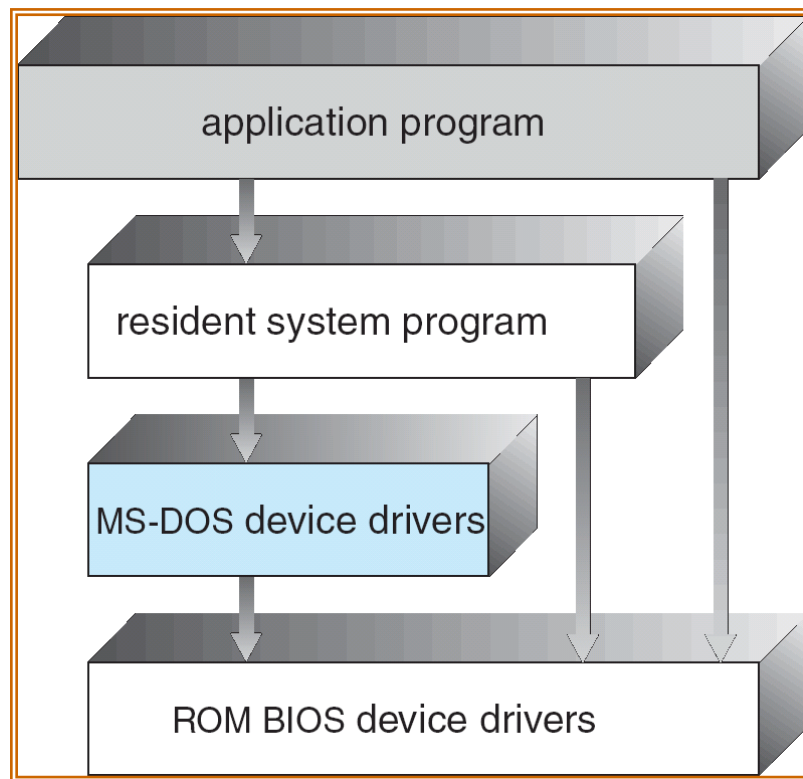 application program
resident system program
MS-DOS device drivers
ROM BIOS device drivers